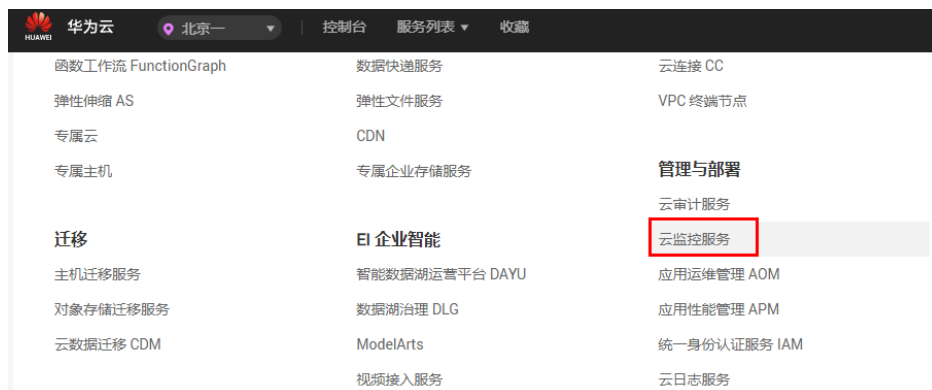 HUAWEI 华为云 北京一 控制台 服务列表 收藏
函数工作流 FunctionGraph
弹性伸缩 AS
专属云
专属主机
迁移
主机迁移服务
对象存储迁移服务
云数据迁移 CDM
数据快递服务
弹性文件服务
CDN
专属企业存储服务
EI 企业智能
智能数据湖运营平台 DAYU
数据湖治理 DLG
ModelArts
视频接入服务
云连接 CC
VPC 终端节点
管理与部署
云审计服务
云监控服务
应用运维管理 AOM
应用性能管理 APM
统一身份认证服务 IAM
云日志服务